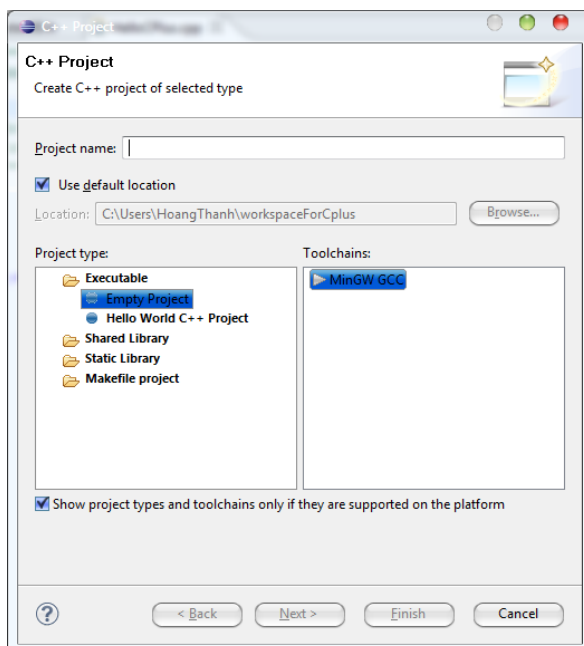 C++ Project
C++ Project
Create C++ project of selected type
Project name:
Use default location
Location: C:\Users\HoangThanh\workspaceForCplus Browse...
Project type: Toolchains:
Executable MinGW GCC
Empty Project
Hello World C++ Project
Shared Library
Static Library
Makefile project
Show project types and toolchains only if they are supported on the platform
? < Back Next > Finish Cancel